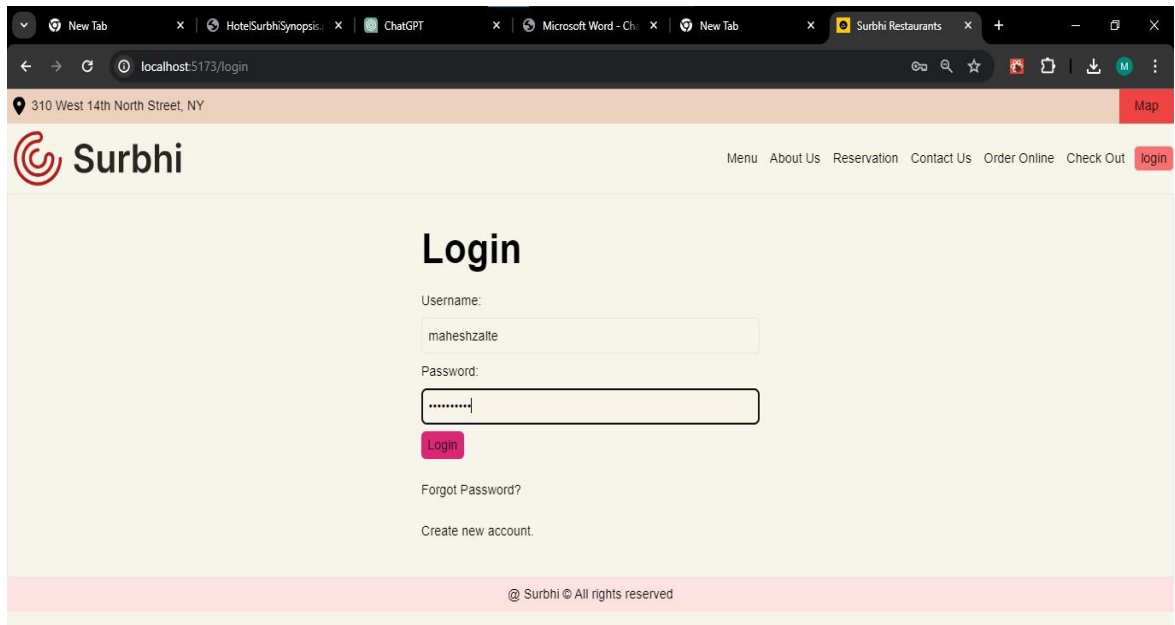 New Tab HotelSurbhiSynopsis. ChatGPT Microsoft Word - Cha New Tab Surbhi Restaurants
localhost:5173/login M
310 West 14th North Street, NY Map
Surbhi Menu About Us Reservation Contact Us Order Online Check Out login
Login
Username:
maheshzalte
Password:
••••••••••
Login
Forgot Password?
Create new account.
@ Surbhi © All rights reserved